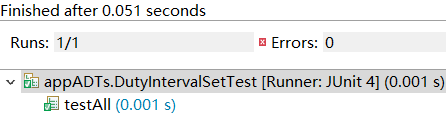 Finished after 0.051 seconds
Runs: 1/1 Errors: 0
appADTs.DutyIntervalSetTest [Runner: JUnit 4] (0.001 s)
testAll (0.001 s)